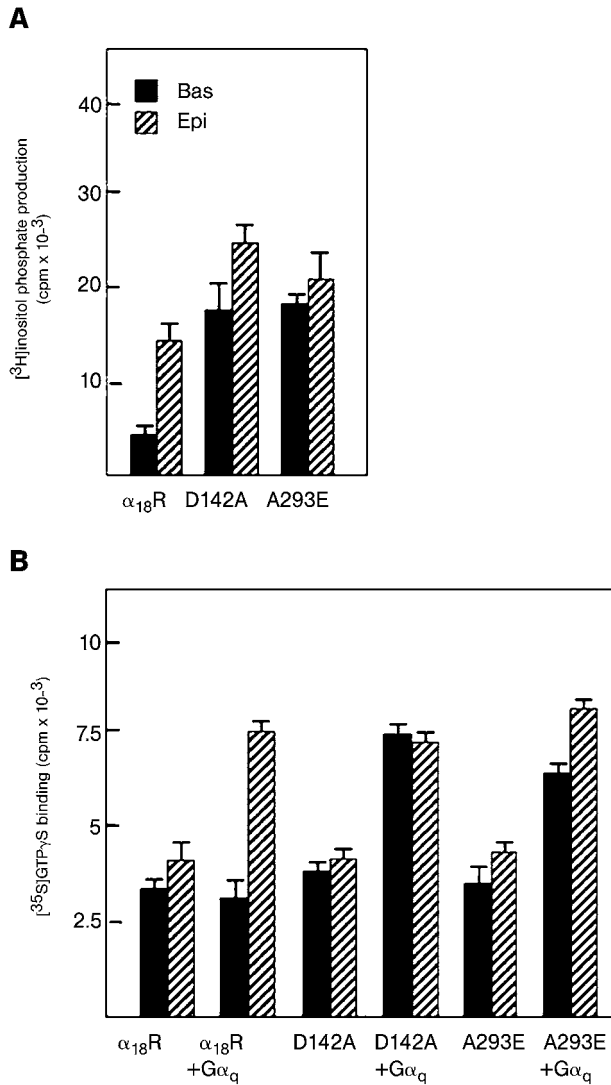 A
[³H]inositol phosphate production
(cpm x 10-³)
40
30
20
10
Bas
Epi
α₁₈R D142A A293E
B
[³⁵S]GTPγS binding (cpm x 10-³)
10
7.5
5
2.5
α₁₈R α₁₈R D142A D142A A293E A293E
+Gαq +Gαq +Gαq